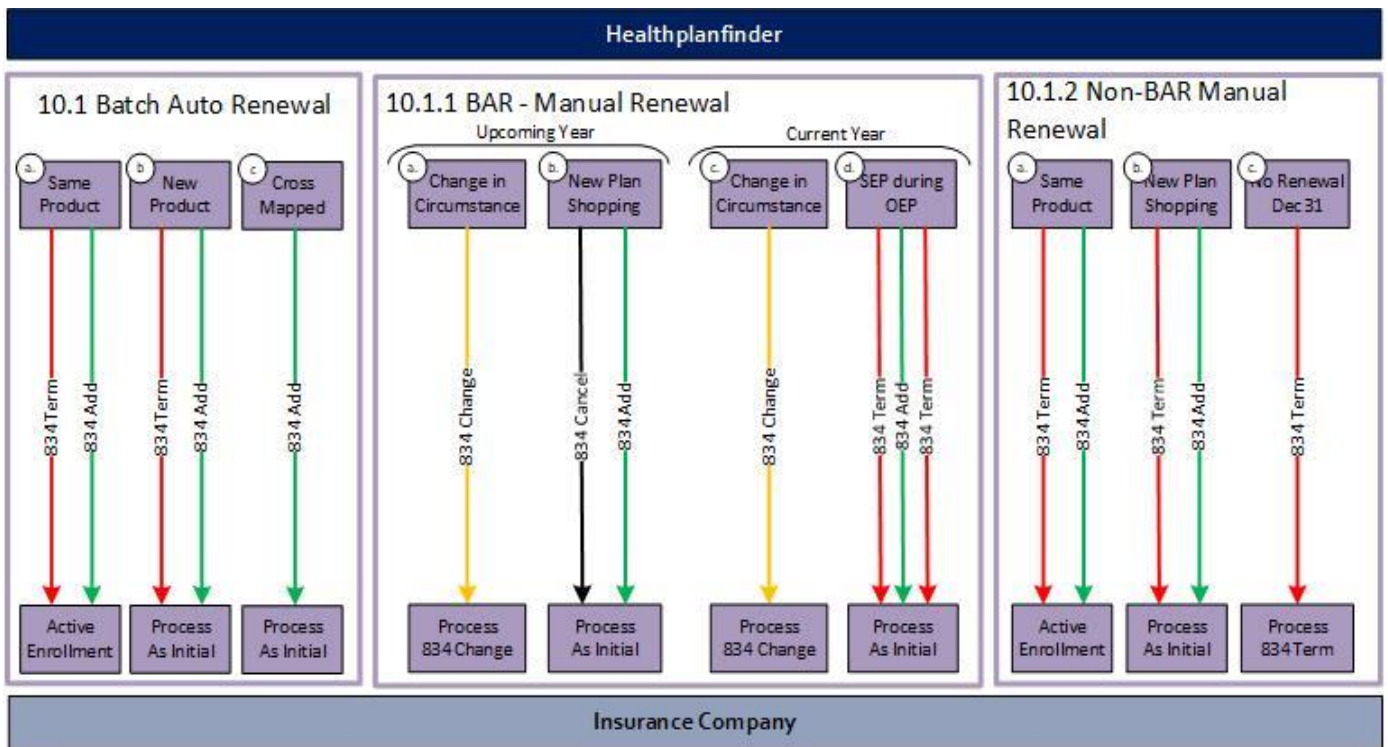 Healthplanfinder
10.1 Batch Auto Renewal
a.
Same
Product
b
New
Product
c
Cross
Mapped
834 Term
834 Add
834 Term
834 Add
834 Add
Active
Enrollment
Process
As Initial
Process
As Initial
10.1.1 BAR - Manual Renewal
Upcoming Year
Current Year
a.
Change in
Circumstance
b.
New Plan
Shopping
c.
Change in
Circumstance
d.
SEP during
OEP
834 Change
834 Cancel
834 Add
834 Change
834 Term
834 Add
834 Term
Process
834 Change
Process
As Initial
Process
834 Change
Process
As Initial
10.1.2 Non-BAR Manual
Renewal
a.
Same
Product
b.
New Plan
Shopping
c.
No Renewal
Dec 31
834 Term
834 Add
834 Term
834 Add
834 Term
Active
Enrollment
Process
As Initial
Process
834 Term
Insurance Company